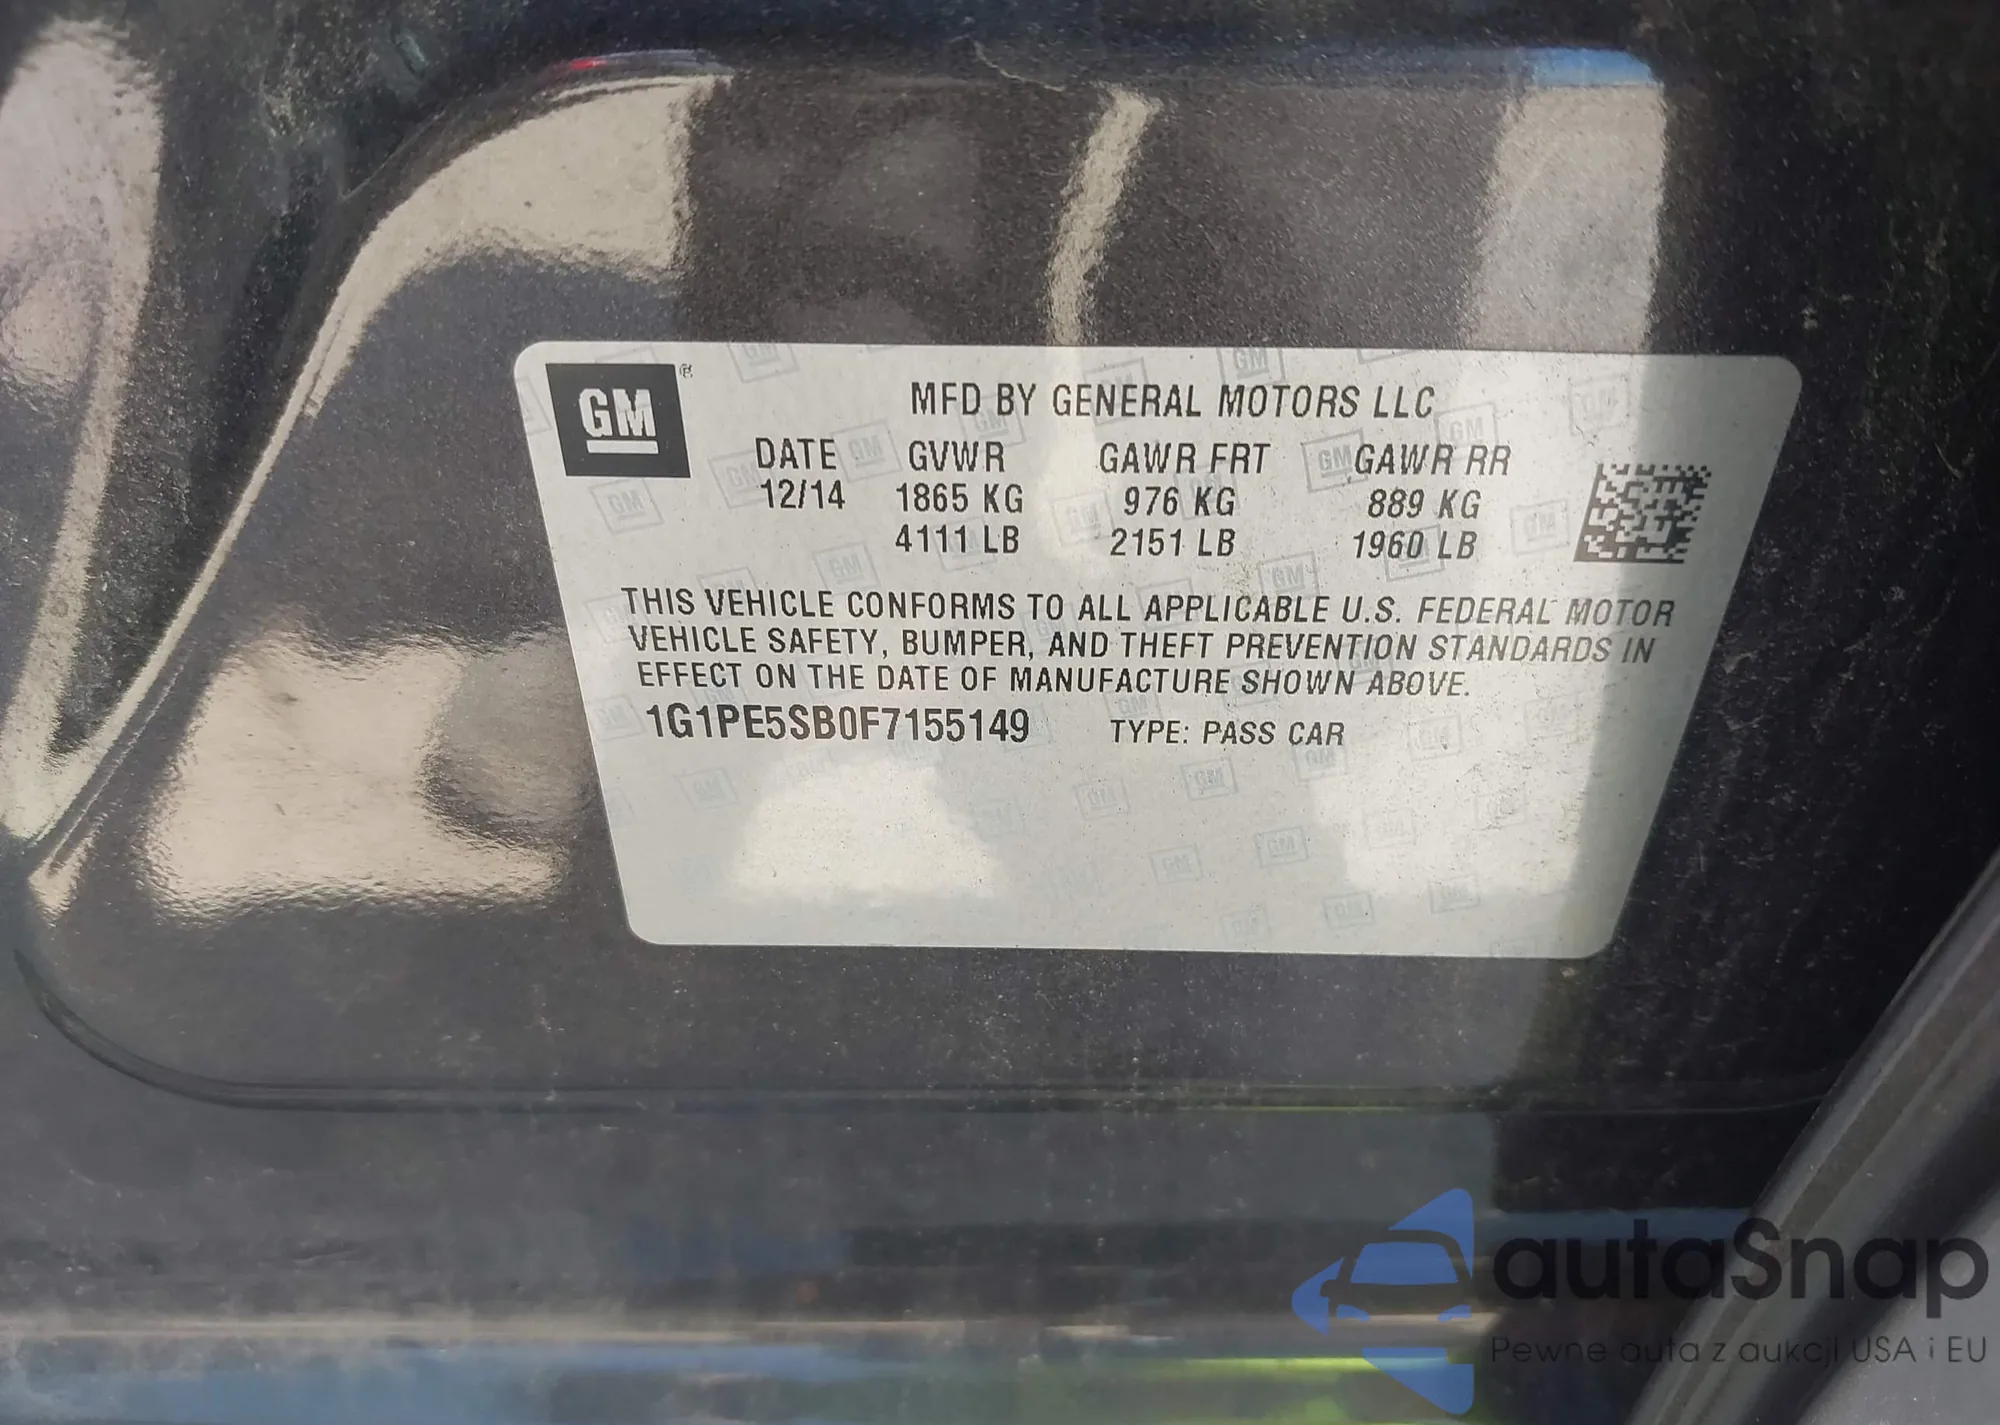 GM ®
MFD BY GENERAL MOTORS LLC
DATE GVWR GAWR FRT GAWR RR
12/14 1865 KG 976 KG 889 KG
4111 LB 2151 LB 1960 LB
THIS VEHICLE CONFORMS TO ALL APPLICABLE U.S. FEDERAL MOTOR
VEHICLE SAFETY, BUMPER, AND THEFT PREVENTION STANDARDS IN
EFFECT ON THE DATE OF MANUFACTURE SHOWN ABOVE.
1G1PE5SB0F7155149 TYPE: PASS CAR
autaSnap
Pewne auta z aukcji USA i EU